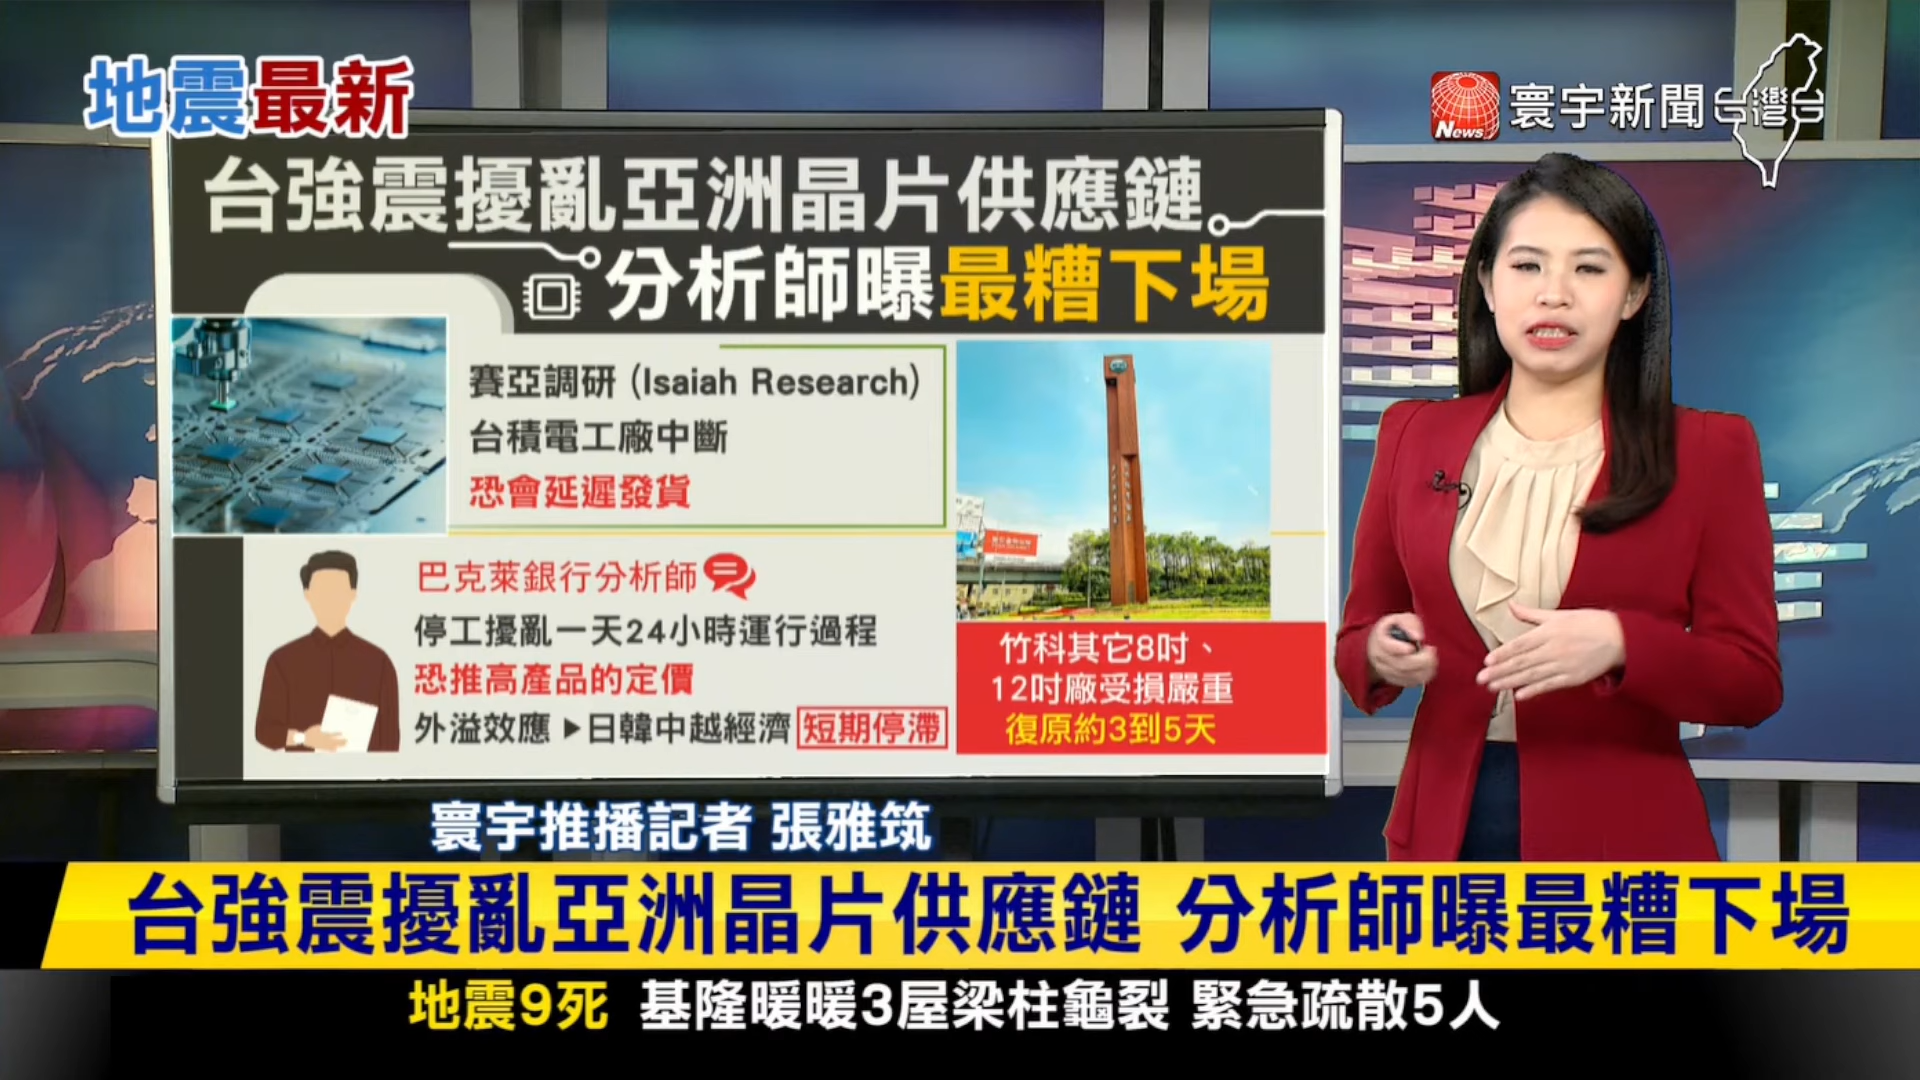 地震最新
News 寰宇新聞 台灣台
台強震擾亂亞洲晶片供應鏈
分析師曝最糟下場
賽亞調研 (Isaiah Research)
台積電工廠中斷
恐會延遲發貨
巴克萊銀行分析師
停工擾亂一天24小時運行過程
恐推高產品的定價
外溢效應▶日韓中越經濟 短期停滯
竹科其它8吋、
12吋廠受損嚴重
復原約3到5天
寰宇推播記者 張雅筑
台強震擾亂亞洲晶片供應鏈 分析師曝最糟下場
地震9死 基隆暖暖3屋梁柱龜裂 緊急疏散5人